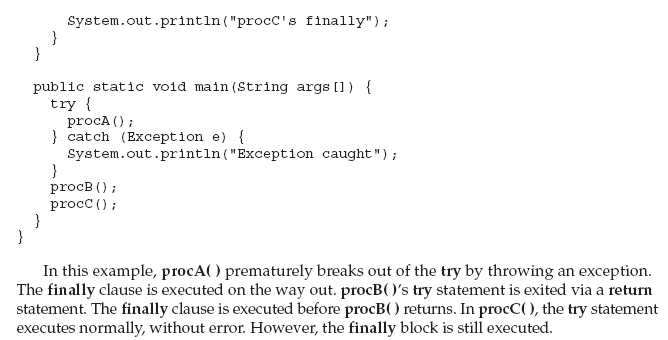 System.out.println("procC's finally");
}
}
public static void main(String args[]) {
try {
procA();
} catch (Exception e) {
System.out.println("Exception caught");
}
procB();
procC();
}
}
In this example, procA( ) prematurely breaks out of the try by throwing an exception.
The finally clause is executed on the way out. procB( )'s try statement is exited via a return
statement. The finally clause is executed before procB( ) returns. In procC( ), the try statement
executes normally, without error. However, the finally block is still executed.